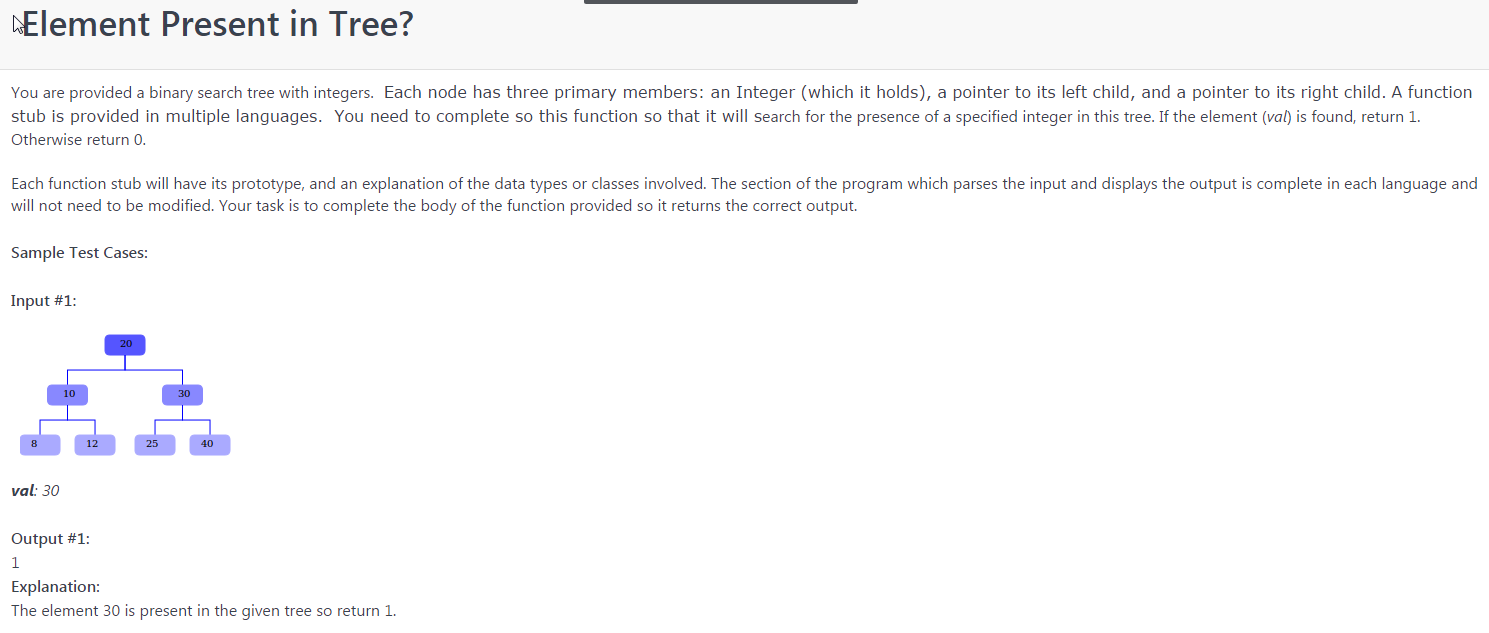 Element Present in Tree?
You are provided a binary search tree with integers. Each node has three primary members: an Integer (which it holds), a pointer to its left child, and a pointer to its right child. A function
stub is provided in multiple languages. You need to complete so this function so that it will search for the presence of a specified integer in this tree. If the element (val) is found, return 1.
Otherwise return 0.
Each function stub will have its prototype, and an explanation of the data types or classes involved. The section of the program which parses the input and displays the output is complete in each language and
will not need to be modified. Your task is to complete the body of the function provided so it returns the correct output.
Sample Test Cases:
Input #1:
20
10 30
8 12 25 40
val: 30
Output #1:
1
Explanation:
The element 30 is present in the given tree so return 1.